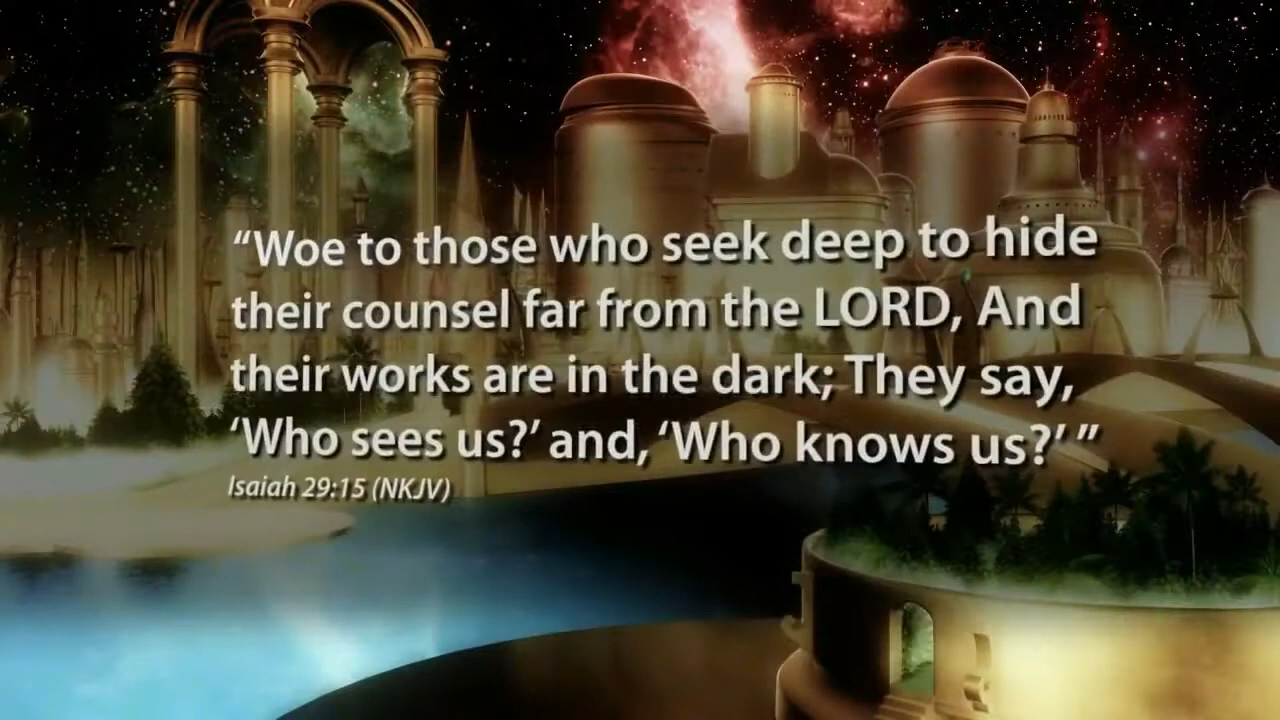 “Woe to those who seek deep to hide
their counsel far from the LORD, And
their works are in the dark; They say,
‘Who sees us?’ and, ‘Who knows us?’ ”
Isaiah 29:15 (NKJV)